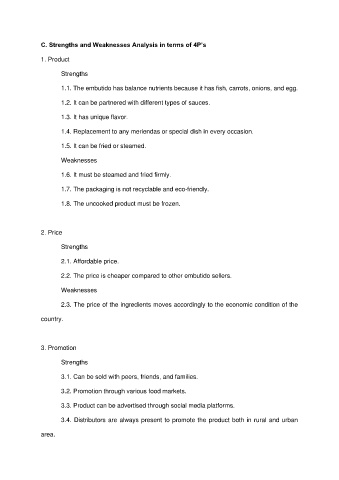 C. Strengths and Weaknesses Analysis in terms of 4P's
1. Product
Strengths
1.1. The embutido has balance nutrients because it has fish, carrots, onions, and egg.
1.2. It can be partnered with different types of sauces.
1.3. It has unique flavor.
1.4. Replacement to any meriendas or special dish in every occasion.
1.5. It can be fried or steamed.
Weaknesses
1.6. It must be steamed and fried firmly.
1.7. The packaging is not recyclable and eco-friendly.
1.8. The uncooked product must be frozen.
2. Price
Strengths
2.1. Affordable price.
2.2. The price is cheaper compared to other embutido sellers.
Weaknesses
2.3. The price of the ingredients moves accordingly to the economic condition of the
country.
3. Promotion
Strengths
3.1. Can be sold with peers, friends, and families.
3.2. Promotion through various food markets.
3.3. Product can be advertised through social media platforms.
3.4. Distributors are always present to promote the product both in rural and urban
area.